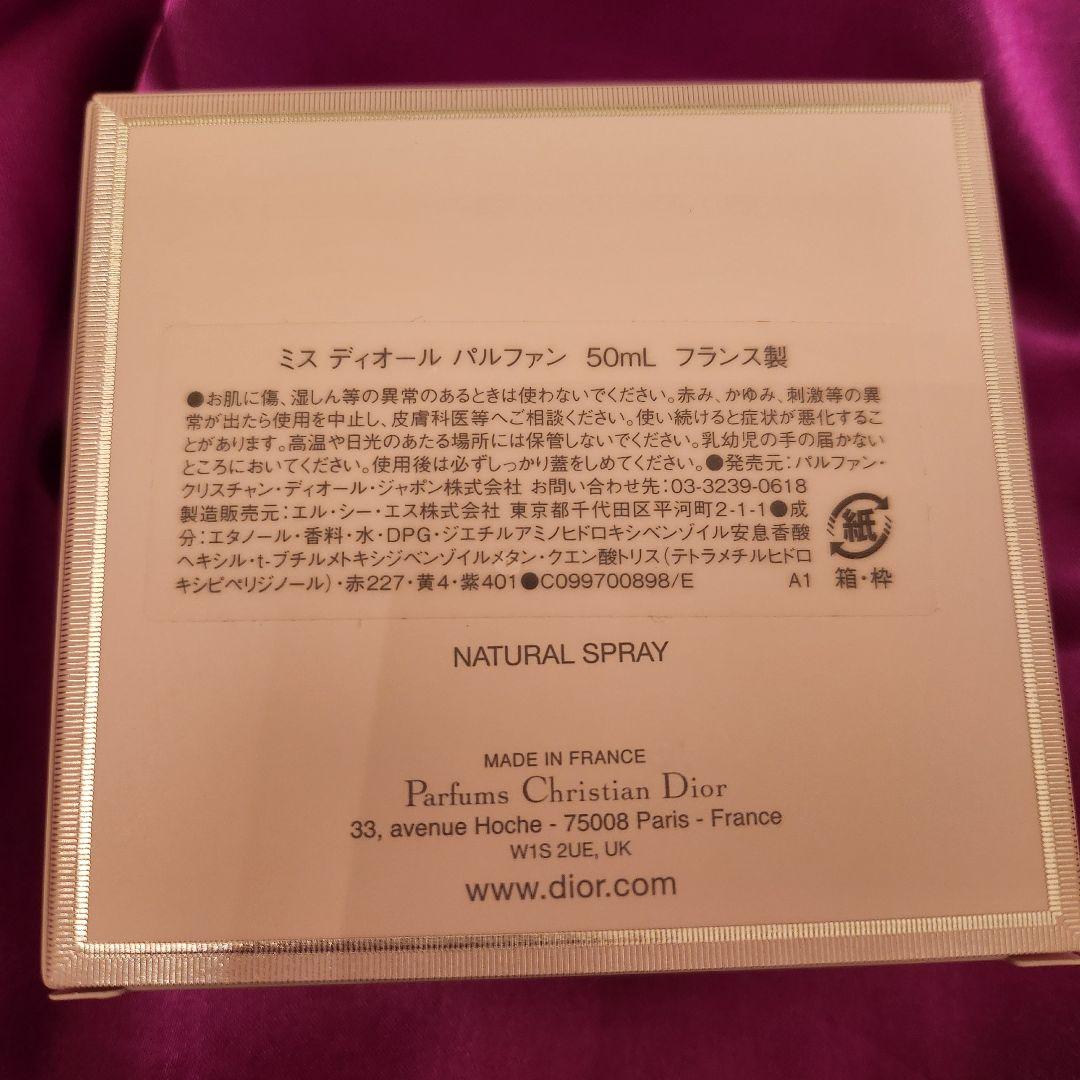 ミス ディオール パルファン 50mL フランス製
●お肌に傷、湿しん等の異常のあるときは使わないでください。赤み、かゆみ、刺激等の異
常が出たら使用を中止し、皮膚科医等へご相談ください。使い続けると症状が悪化するこ
とがあります。高温や日光のあたる場所には保管しないでください。乳幼児の手の届かない
ところにおいてください。使用後は必ずしっかり蓋をしめてください。●発売元：パルファン・
クリスチャン・ディオール・ジャポン株式会社 お問い合わせ先：03-3239-0618
製造販売元：エル・シー・エス株式会社 東京都千代田区平河町2-1-1●成
分：エタノール・香料・水・DPG・ジエチルアミノヒドロキシベンゾイル安息香酸
ヘキシル・t-ブチルメトキシジベンゾイルメタン・クエン酸トリス(テトラメチルヒドロ
キシピペリジノール)・赤227・黄4・紫401●C099700898/E A1
紙
箱・枠
NATURAL SPRAY
MADE IN FRANCE
Parfums Christian Dior
33, avenue Hoche - 75008 Paris - France
W1S 2UE, UK
www.dior.com